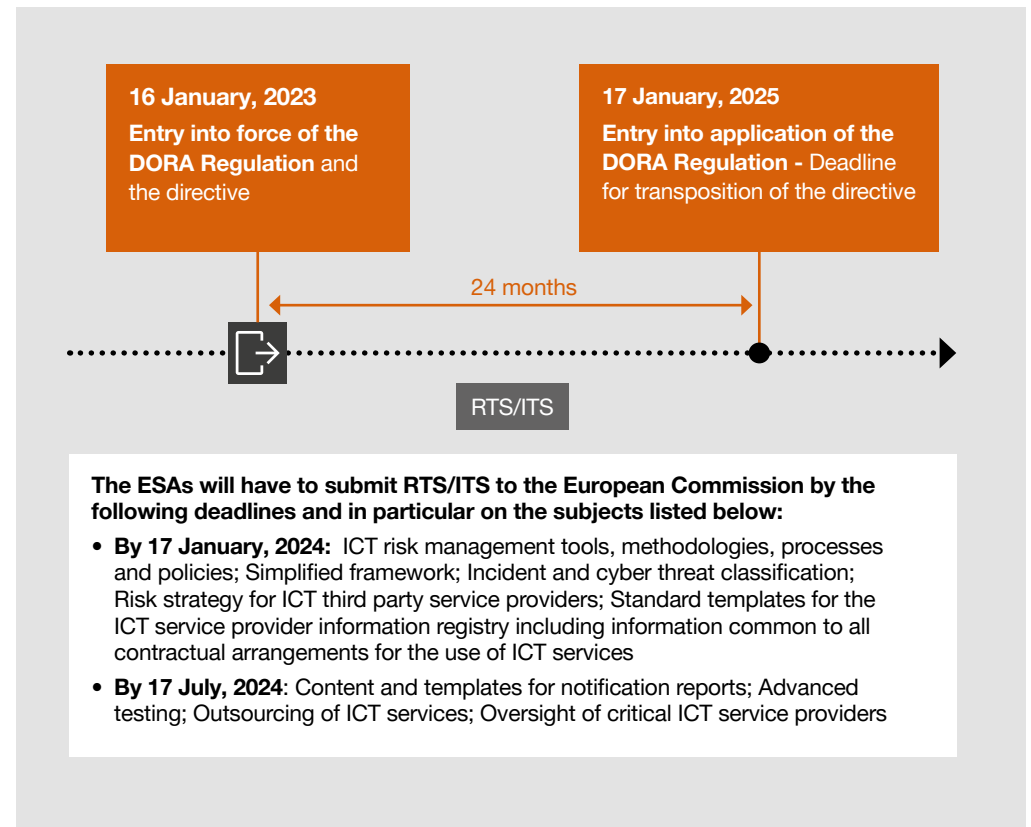 16 January, 2023
Entry into force of the
DORA Regulation and
the directive
17 January, 2025
Entry into application of the
DORA Regulation - Deadline
for transposition of the directive
24 months
RTS/ITS
The ESAs will have to submit RTS/ITS to the European Commission by the
following deadlines and in particular on the subjects listed below:
• By 17 January, 2024: ICT risk management tools, methodologies, processes
and policies; Simplified framework; Incident and cyber threat classification;
Risk strategy for ICT third party service providers; Standard templates for the
ICT service provider information registry including information common to all
contractual arrangements for the use of ICT services
• By 17 July, 2024: Content and templates for notification reports; Advanced
testing; Outsourcing of ICT services; Oversight of critical ICT service providers